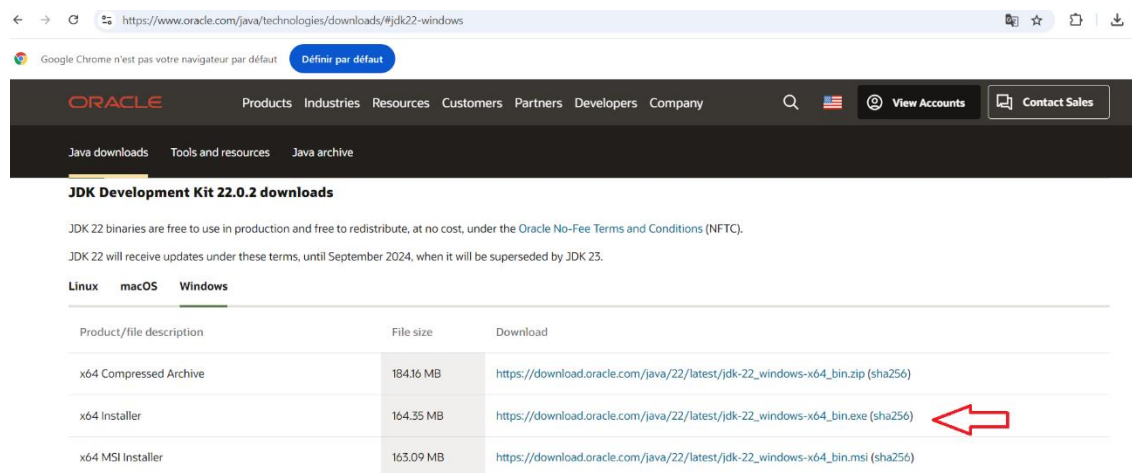 https://www.oracle.com/java/technologies/downloads/#jdk22-windows
Google Chrome n'est pas votre navigateur par défaut Définir par défaut
ORACLE Products Industries Resources Customers Partners Developers Company View Accounts Contact Sales
Java downloads Tools and resources Java archive
JDK Development Kit 22.0.2 downloads
JDK 22 binaries are free to use in production and free to redistribute, at no cost, under the Oracle No-Fee Terms and Conditions (NFTC).
JDK 22 will receive updates under these terms, until September 2024, when it will be superseded by JDK 23.
Linux macOS Windows
Product/file description File size Download
x64 Compressed Archive 184.16 MB https://download.oracle.com/java/22/latest/jdk-22_windows-x64_bin.zip (sha256)
x64 Installer 164.35 MB https://download.oracle.com/java/22/latest/jdk-22_windows-x64_bin.exe (sha256)
x64 MSI Installer 163.09 MB https://download.oracle.com/java/22/latest/jdk-22_windows-x64_bin.msi (sha256)